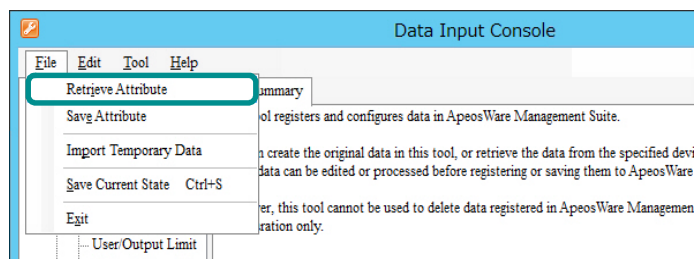 Data Input Console
File Edit Tool Help
Retrieve Attribute
Save Attribute
Import Temporary Data
Save Current State Ctrl+S
Exit
User/Output Limit
ummary
ool registers and configures data in ApeosWare Management Suite.
n create the original data in this tool, or retrieve the data from the specified devi
data can be edited or processed before registering or saving them to ApeosWare
er, this tool cannot be used to delete data registered in ApeosWare Managemen
ration only.